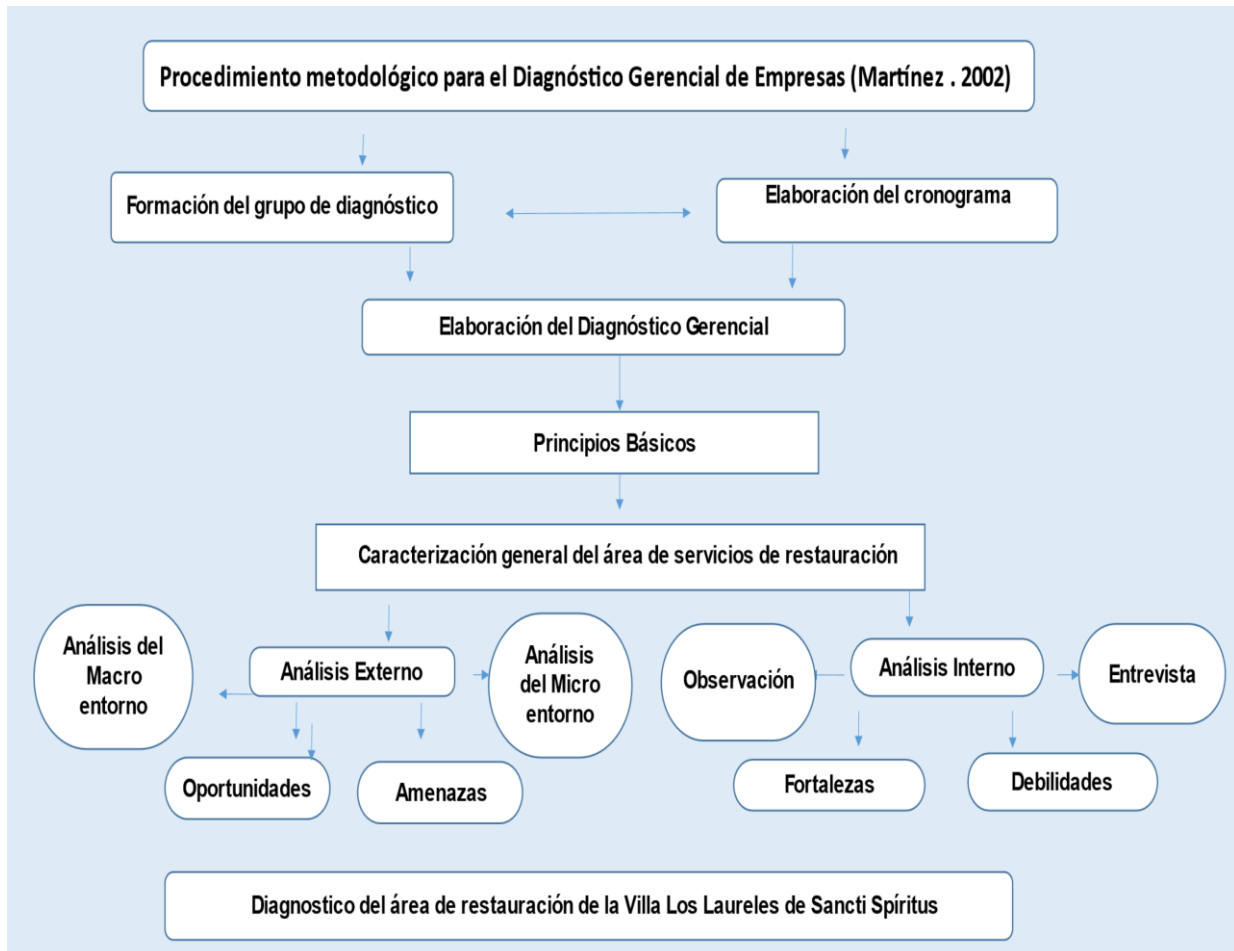 Procedimiento metodológico para el Diagnóstico Gerencial de Empresas (Martínez . 2002)
Formación del grupo de diagnóstico
Elaboración del cronograma
Elaboración del Diagnóstico Gerencial
Principios Básicos
Caracterización general del área de servicios de restauración
Análisis del
Macro
entorno
Análisis Externo
Análisis
del Micro
entorno
Observación
Análisis Interno
Entrevista
Oportunidades
Amenazas
Fortalezas
Debilidades
Diagnostico del área de restauración de la Villa Los Laureles de Sancti Spíritus